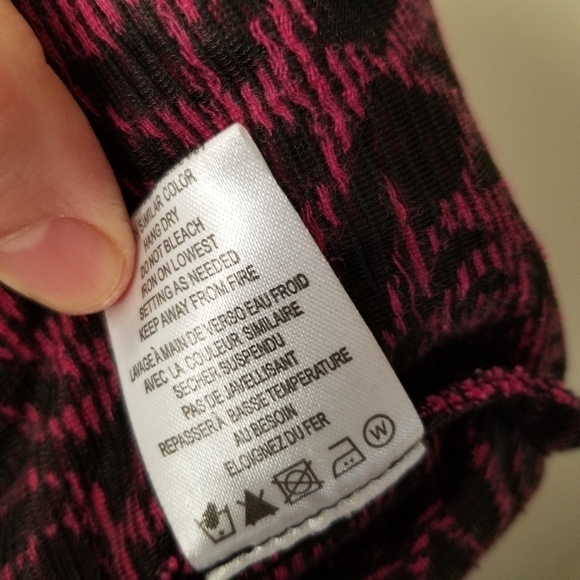 SIMILAR COLOR
HANG DRY
DO NOT BLEACH
IRON ON LOWEST
SETTING AS NEEDED
KEEP AWAY FROM FIRE
LAVAGE À MAIN DE VERSO EAU FROID
AVEC LA COULEUR SIMILAIRE
SECHER SUSPENDU
PAS DE JAVELLISANT
REPASSER À BASSE TEMPERATURE
AU BESOIN
ELOIGNEZ DU FER
W